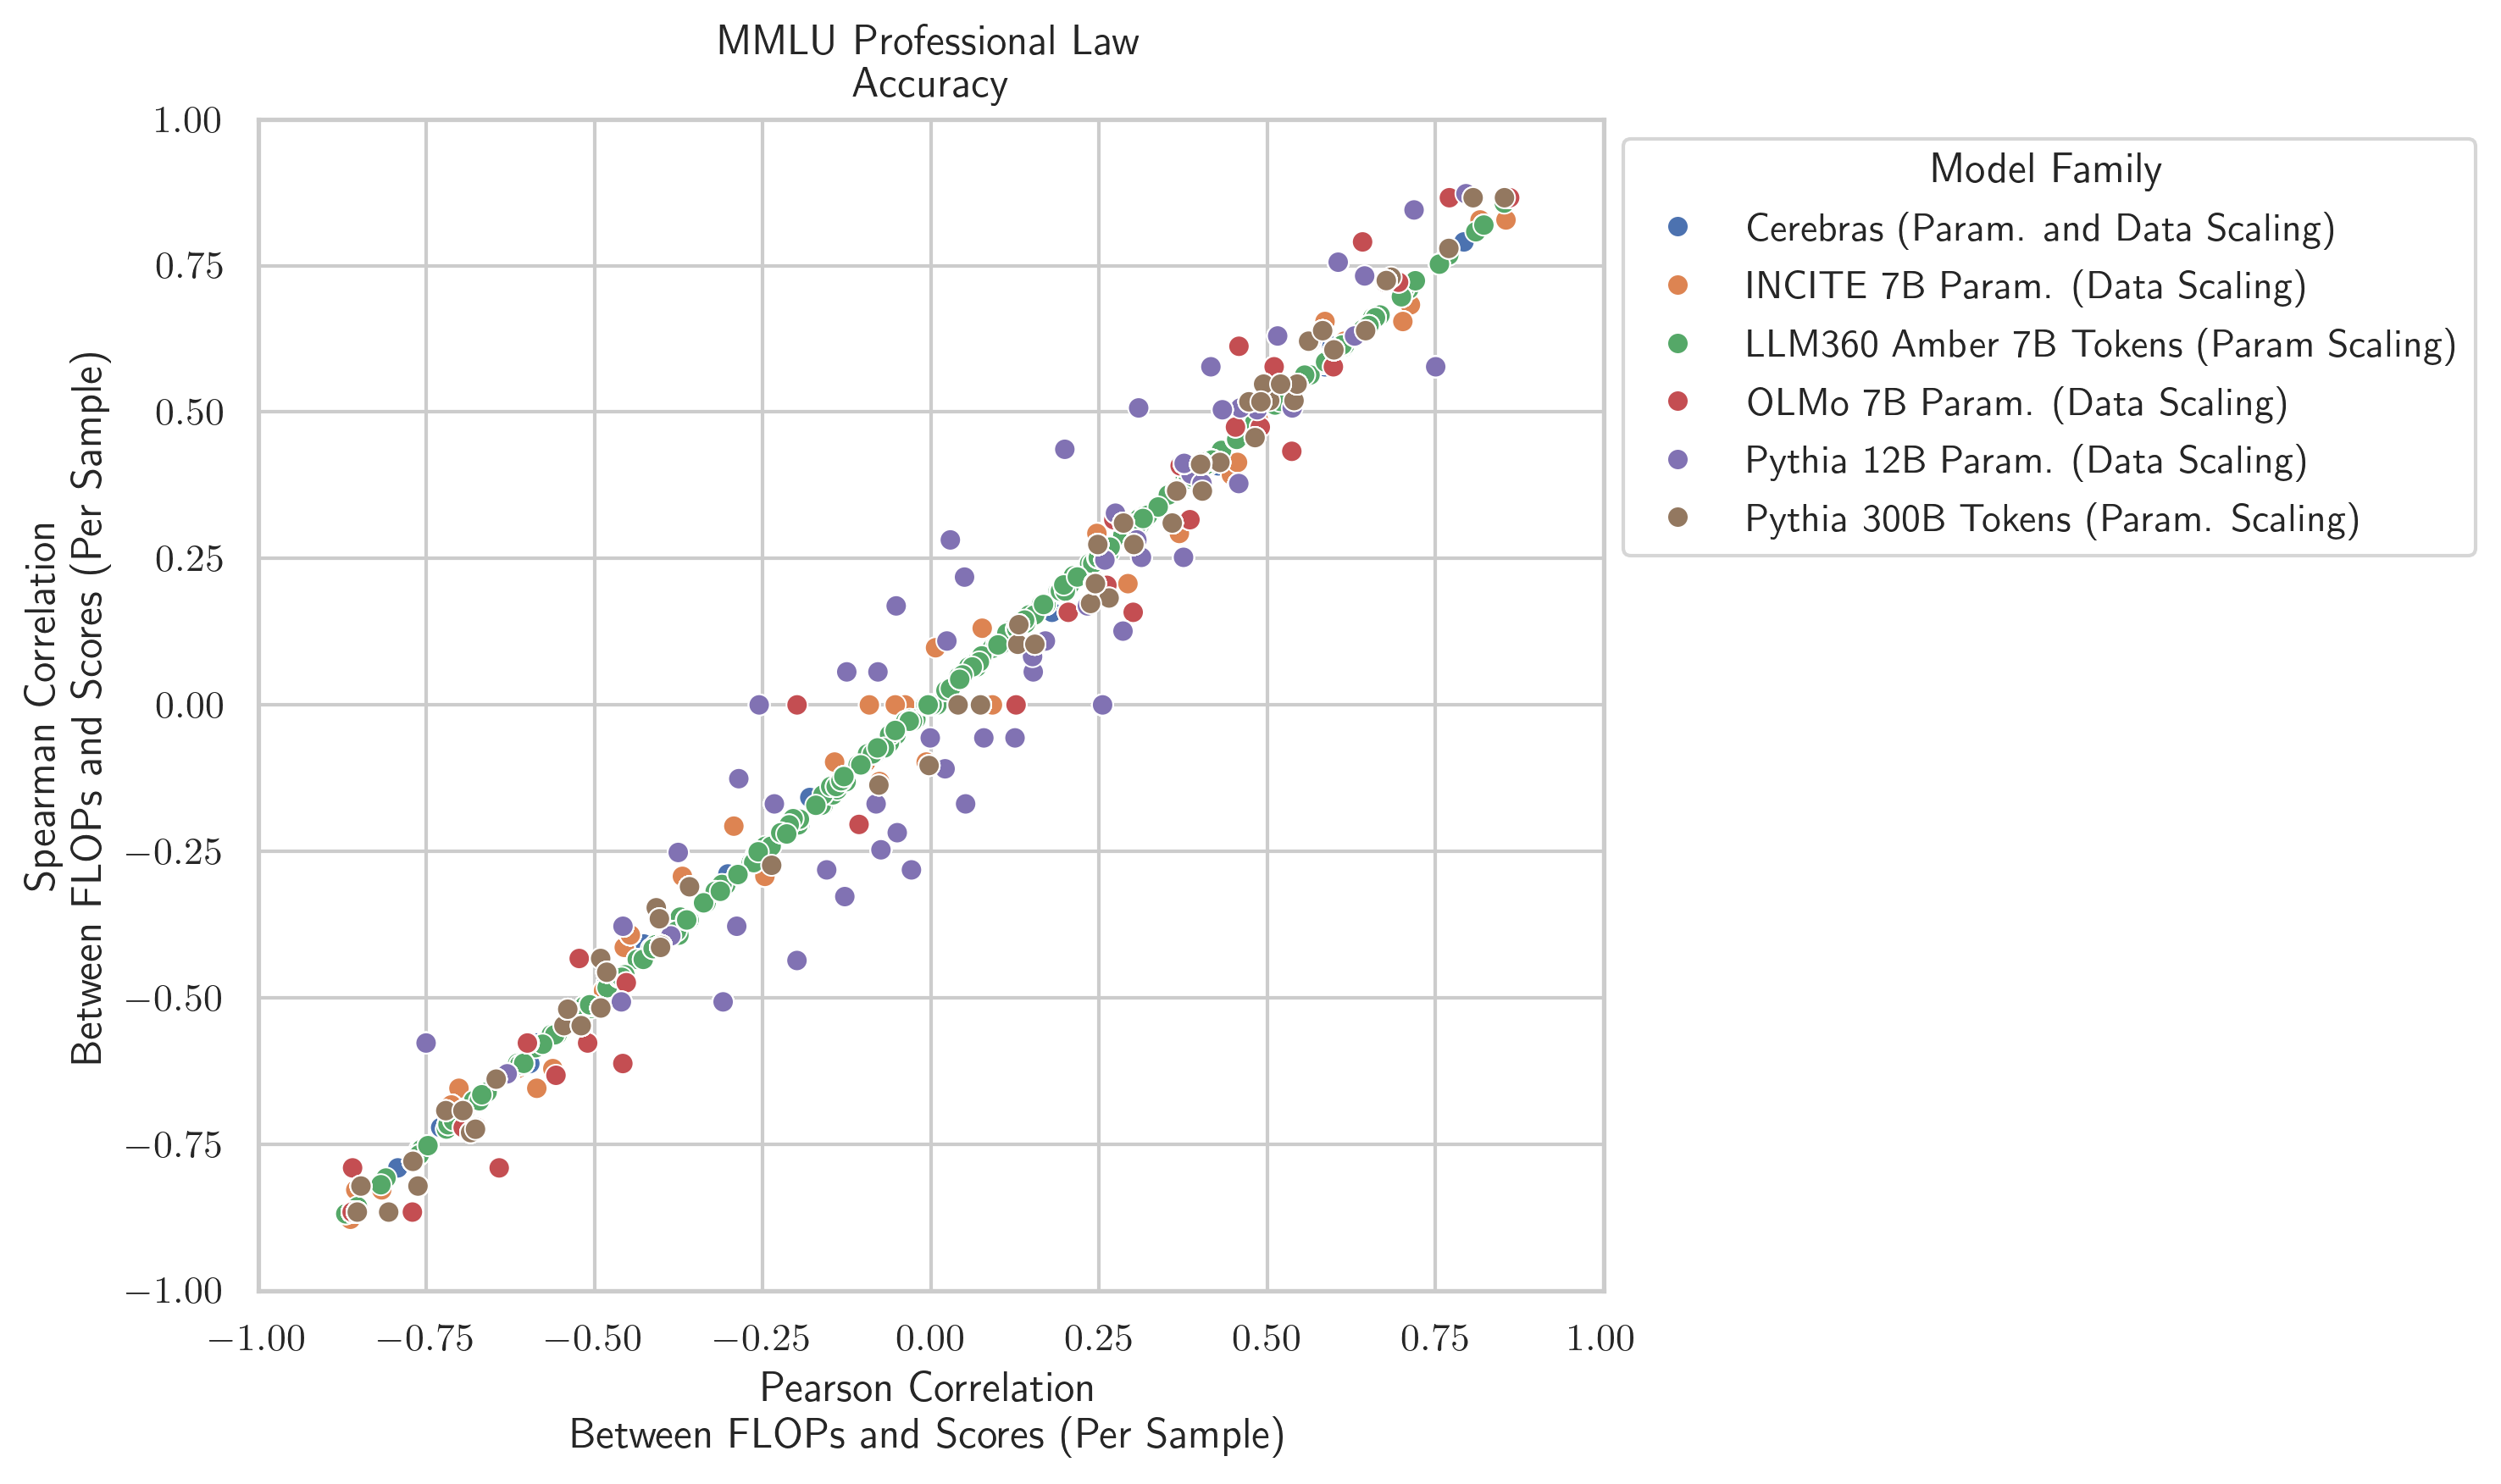 MMLU Professional Law
Accuracy
1.00
0.75
0.50
0.25
0.00
−0.25
−0.50
−0.75
−1.00
Spearman Correlation
Between FLOPs and Scores (Per Sample)
−1.00 −0.75 −0.50 −0.25 0.00 0.25 0.50 0.75 1.00
Pearson Correlation
Between FLOPs and Scores (Per Sample)
Model Family
Cerebras (Param. and Data Scaling)
INCITE 7B Param. (Data Scaling)
LLM360 Amber 7B Tokens (Param Scaling)
OLMo 7B Param. (Data Scaling)
Pythia 12B Param. (Data Scaling)
Pythia 300B Tokens (Param. Scaling)